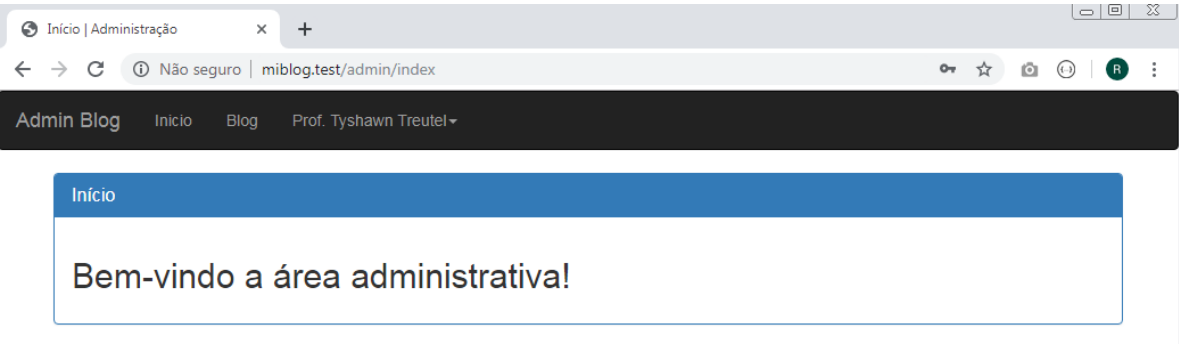 Início | Administração
Não seguro | miblog.test/admin/index
R
Admin Blog Inicio Blog Prof. Tyshawn Treutel
Início
Bem-vindo a área administrativa!